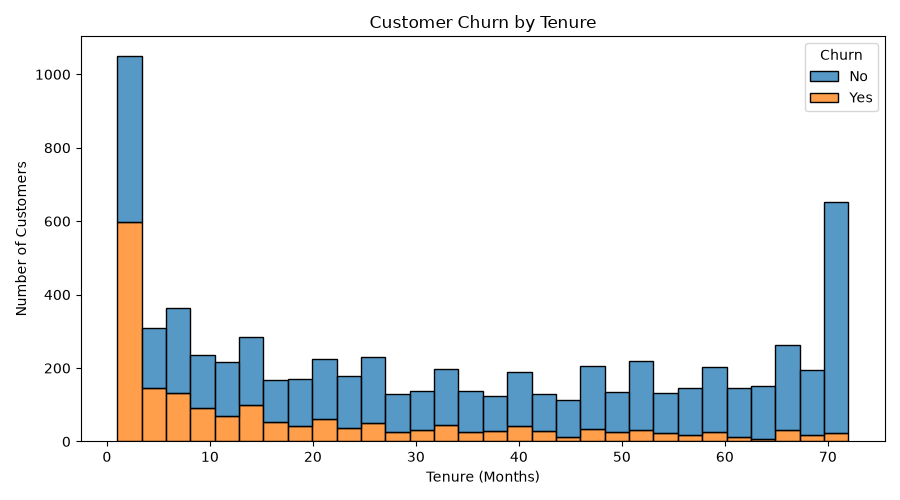 Customer Churn by Tenure
Churn
No
Yes
Number of Customers
1000
800
600
400
200
0
0 10 20 30 40 50 60 70
Tenure (Months)